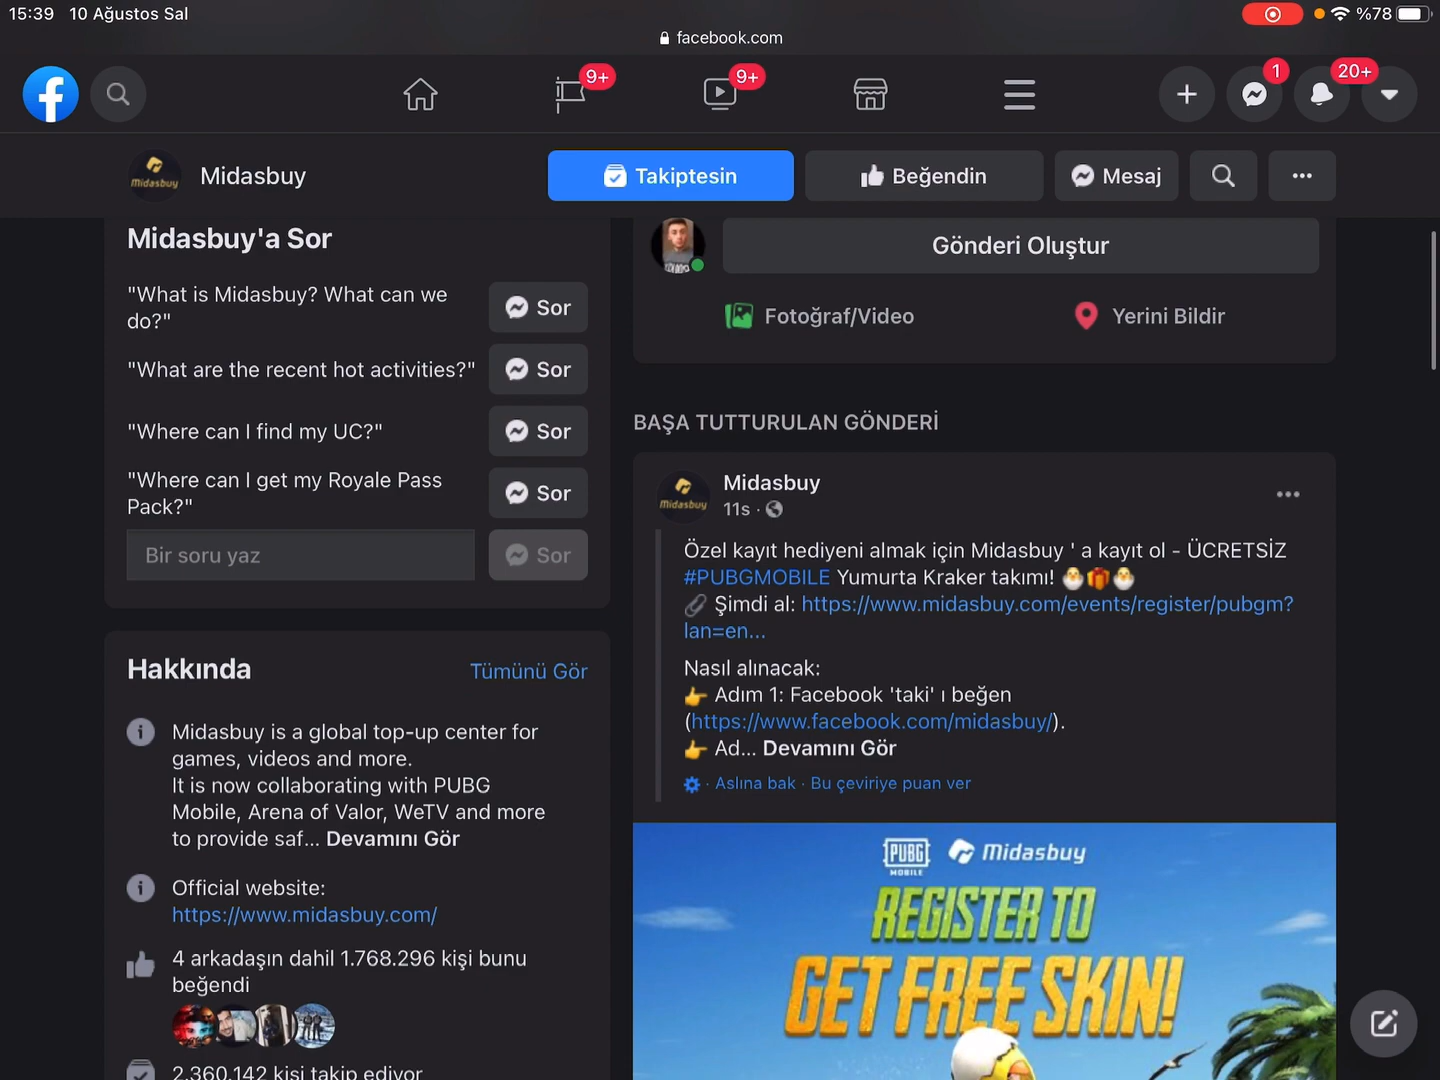 15:39 10 Ağustos Sal
%78
facebook.com
9+
9+
1
20+
Midasbuy
Midasbuy
Takiptesin
Beğendin
Mesaj
Midasbuy'a Sor
"What is Midasbuy? What can we
do?"
Sor
"What are the recent hot activities?"
Sor
"Where can I find my UC?"
Sor
"Where can I get my Royale Pass
Pack?"
Sor
Bir soru yaz
Sor
Hakkında
Tümünü Gör
Midasbuy is a global top-up center for
games, videos and more.
It is now collaborating with PUBG
Mobile, Arena of Valor, WeTV and more
to provide saf... Devamını Gör
Official website:
https://www.midasbuy.com/
4 arkadaşın dahil 1.768.296 kişi bunu
beğendi
2.360.142 kişi takip ediyor
Gönderi Oluştur
Fotoğraf/Video
Yerini Bildir
BAŞA TUTTURULAN GÖNDERİ
Midasbuy
Midasbuy
11s ·
Özel kayıt hediyeni almak için Midasbuy ' a kayıt ol - ÜCRETSİZ
#PUBGMOBILE Yumurta Kraker takımı! 🐣🎁🐣
🔗 Şimdi al: https://www.midasbuy.com/events/register/pubgm?
lan=en...
Nasıl alınacak:
👉 Adım 1: Facebook 'taki' ı beğen
(https://www.facebook.com/midasbuy/).
👉 Ad... Devamını Gör
· Aslına bak · Bu çeviriye puan ver
PUBG
MOBILE
Midasbuy
REGISTER TO
GET FREE SKIN!